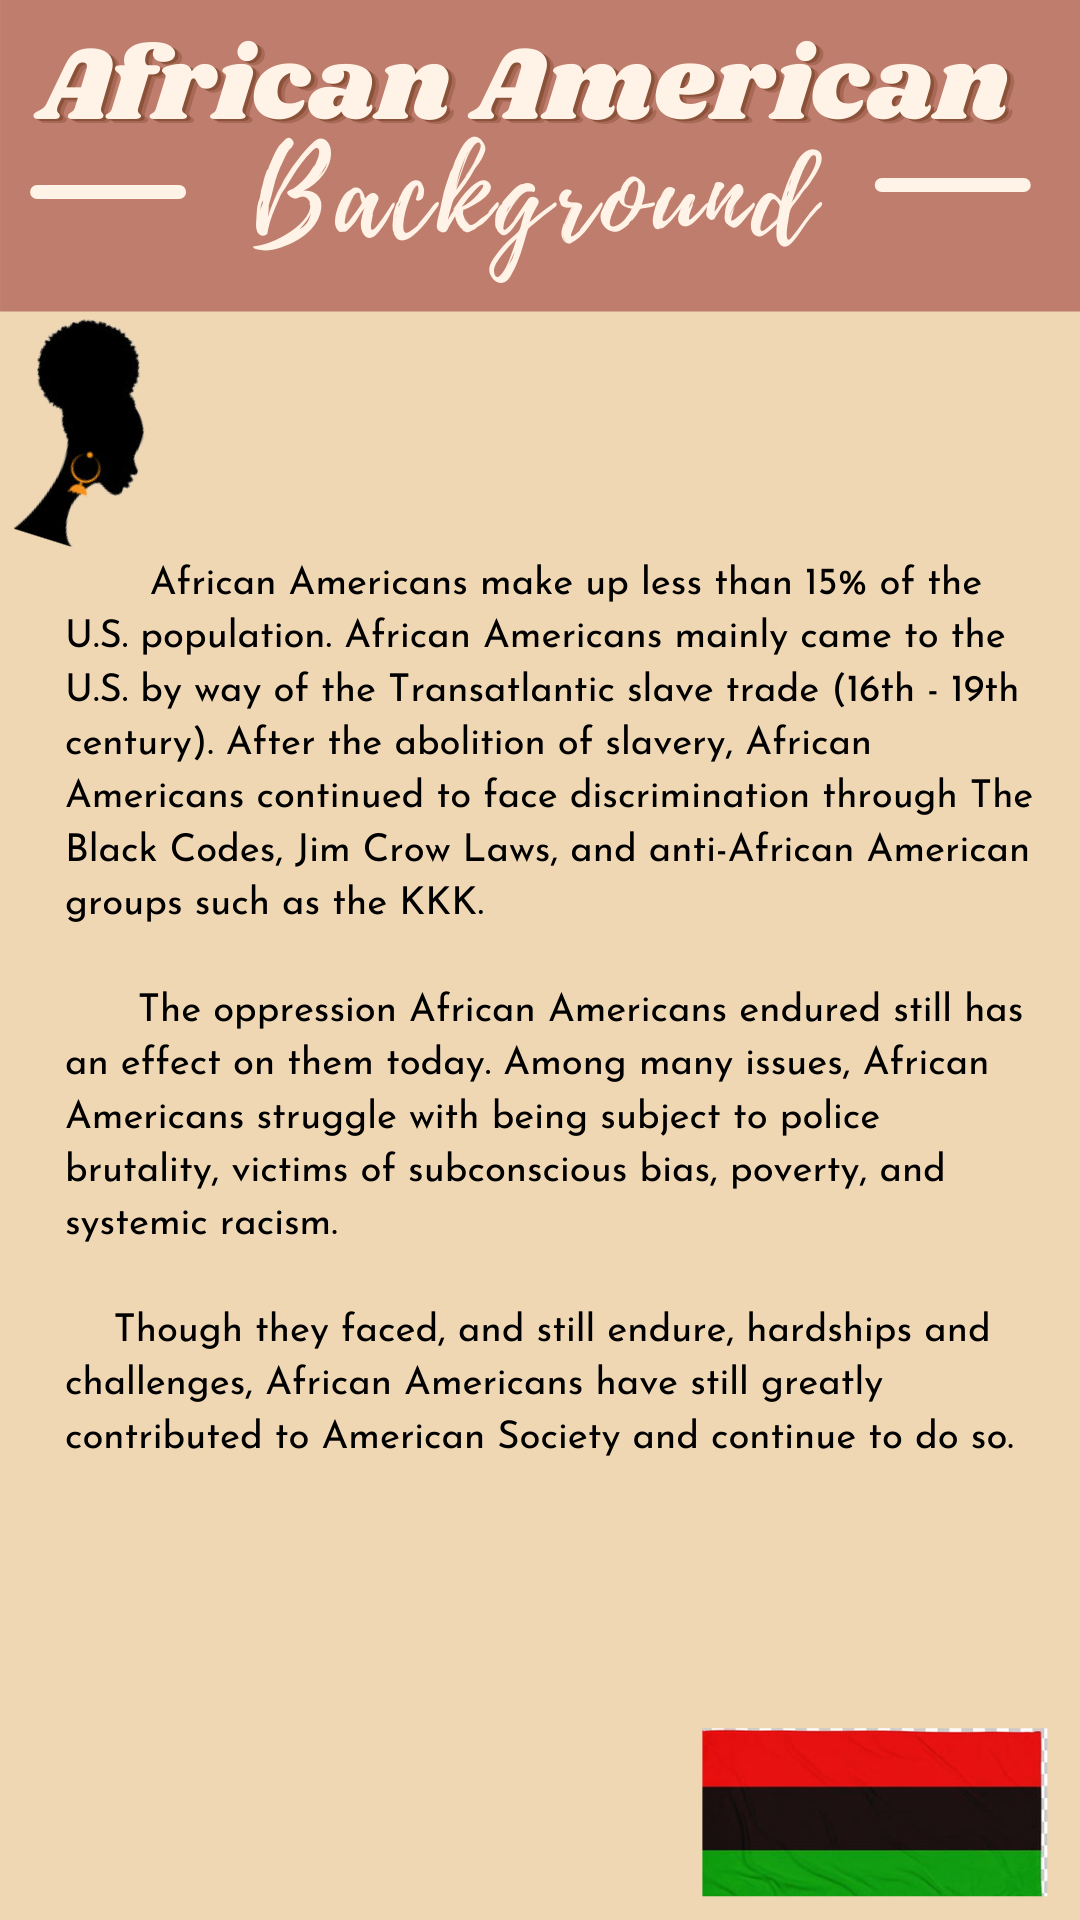 African American
Background
African Americans make up less than 15% of the
U.S. population. African Americans mainly came to the
U.S. by way of the Transatlantic slave trade (16th - 19th
century). After the abolition of slavery, African
Americans continued to face discrimination through The
Black Codes, Jim Crow Laws, and anti-African American
groups such as the KKK.
The oppression African Americans endured still has
an effect on them today. Among many issues, African
Americans struggle with being subject to police
brutality, victims of subconscious bias, poverty, and
systemic racism.
Though they faced, and still endure, hardships and
challenges, African Americans have still greatly
contributed to American Society and continue to do so.